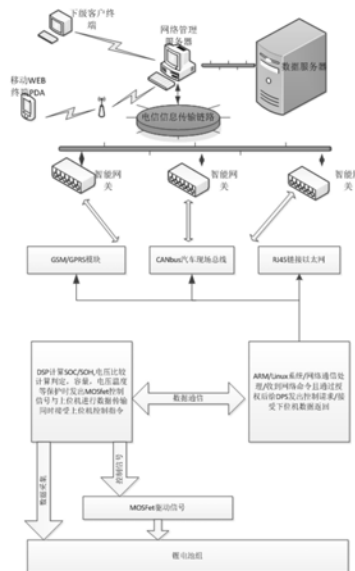 下级客户终
端
网络管理
服务器
数据服务器
移动WEB
终端PDA
电信信息传输链路
智能网
关
智能网
关
智能网
关
GSM/GPRS模块
CANbus汽车现场总线
RJ45链接以太网
DSP计算SOC/SOH,电压比较
计算判定，容量，电压温度
等保护时发出MOSfet控制
信号与上位机进行数据传输
同时接受上位机控制指令
数据通信
ARM/Linux系统/网络通信处
理/收到网络命令且通过授
权后给DPS发出控制请求/接
受下位机数据返回
数据采集
控制信号
MOSFet驱动信号
锂电池组